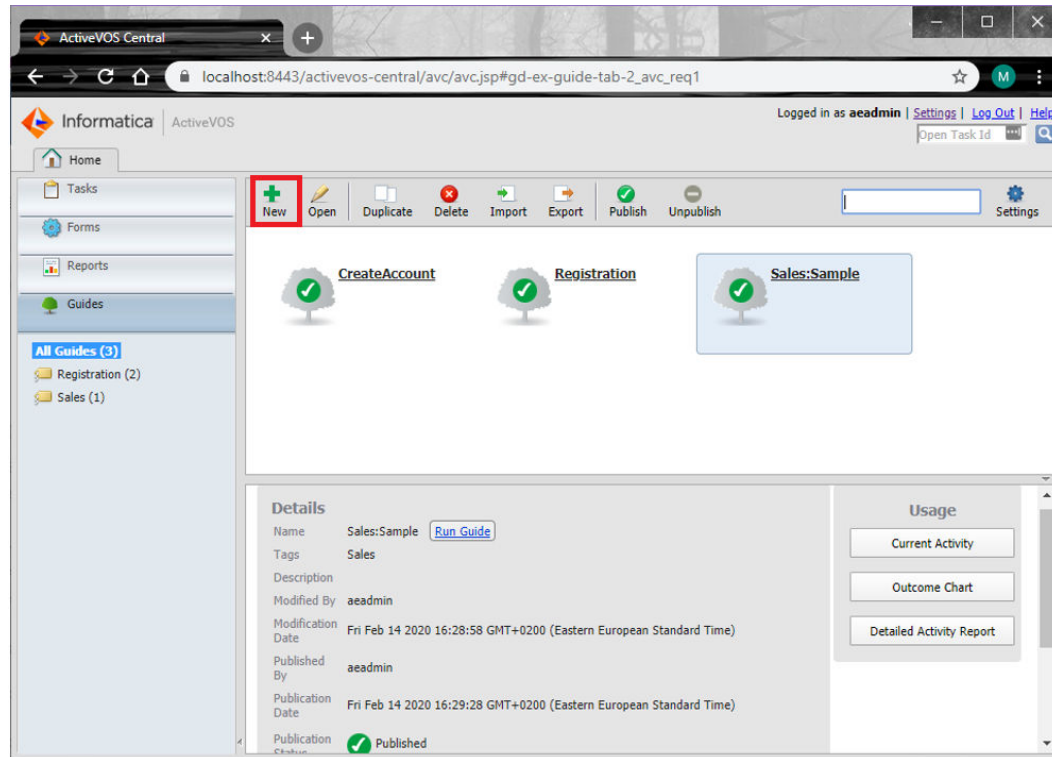 ActiveVOS Central
localhost:8443/activevos-central/avc/avc.jsp#gd-ex-guide-tab-2_avc_req1
M
Informatica | ActiveVOS
Logged in as aeadmin | Settings | Log Out | Help
Open Task Id
Home
Tasks
Forms
Reports
Guides
All Guides (3)
Registration (2)
Sales (1)
New Open Duplicate Delete Import Export Publish Unpublish Settings
CreateAccount Registration Sales:Sample
Details
Name Sales:Sample Run Guide
Tags Sales
Description
Modified By aeadmin
Modification
Date Fri Feb 14 2020 16:28:58 GMT+0200 (Eastern European Standard Time)
Published
By aeadmin
Publication
Date Fri Feb 14 2020 16:29:28 GMT+0200 (Eastern European Standard Time)
Publication
Status Published
Usage
Current Activity
Outcome Chart
Detailed Activity Report